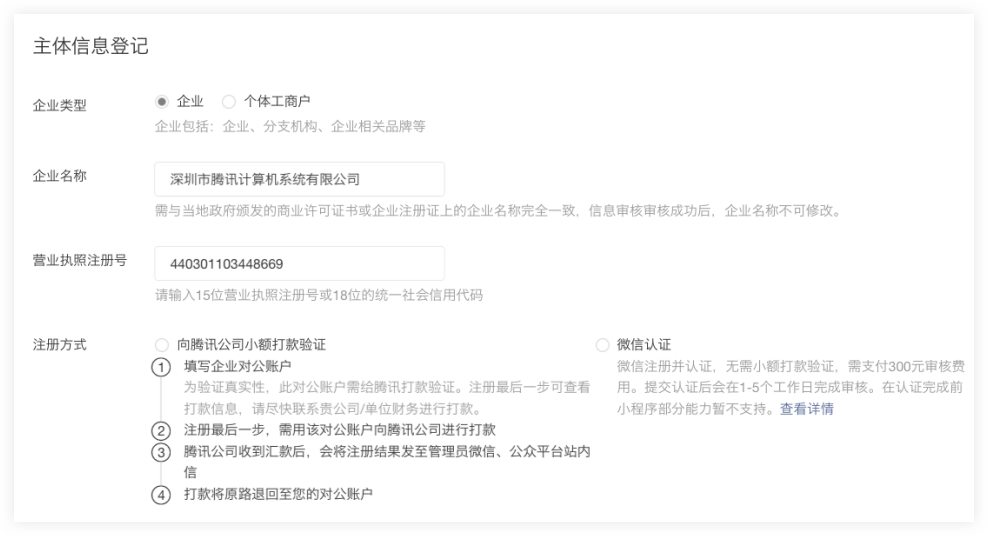 主体信息登记
企业类型
企业 个体工商户
企业包括：企业、分支机构、企业相关品牌等
企业名称
深圳市腾讯计算机系统有限公司
需与当地政府颁发的商业许可证书或企业注册证上的企业名称完全一致，信息审核审核成功后，企业名称不可修改。
营业执照注册号
440301103448669
请输入15位营业执照注册号或18位的统一社会信用代码
注册方式
向腾讯公司小额打款验证
1 填写企业对公账户
为验证真实性，此对公账户需给腾讯打款验证。注册最后一步可查看
打款信息，请尽快联系贵公司/单位财务进行打款。
2 注册最后一步，需用该对公账户向腾讯公司进行打款
3 腾讯公司收到汇款后，会将注册结果发至管理员微信、公众平台站内
信
4 打款将原路退回至您的对公账户
微信认证
微信注册并认证，无需小额打款验证，需支付300元审核费
用。提交认证后会在1-5个工作日完成审核。在认证完成前
小程序部分能力暂不支持。查看详情